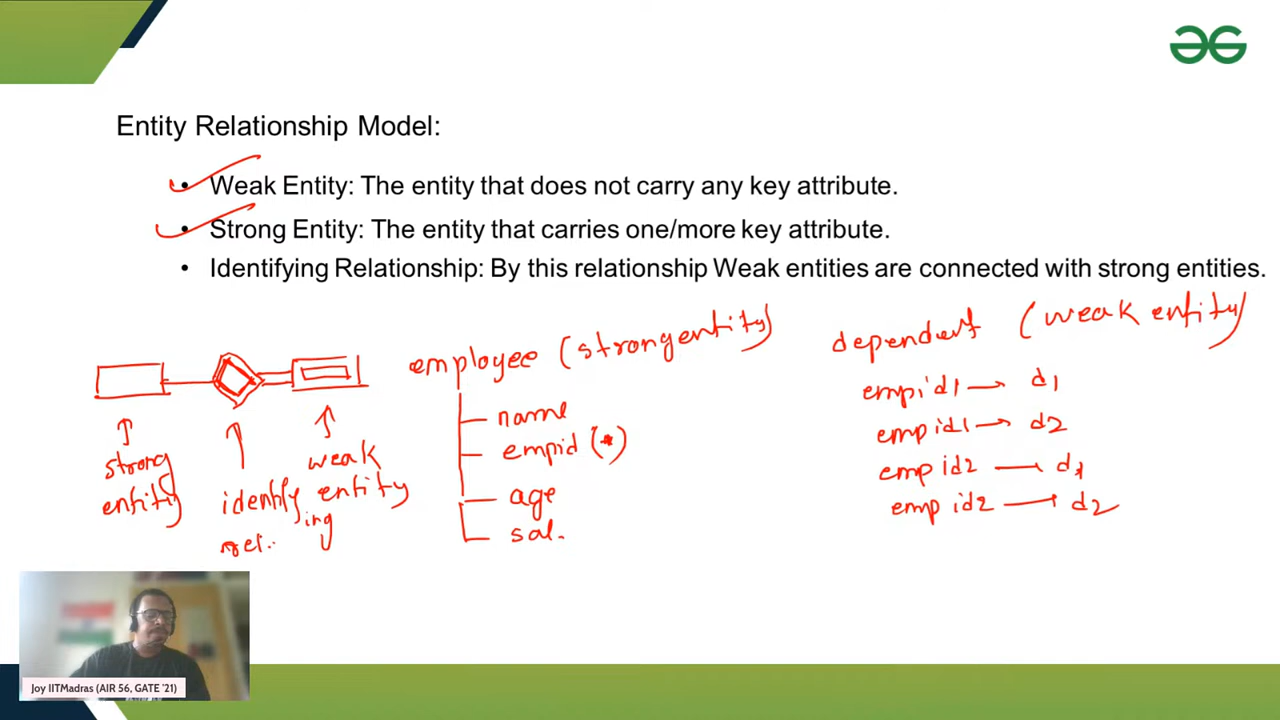 Entity Relationship Model:
• Weak Entity: The entity that does not carry any key attribute.
• Strong Entity: The entity that carries one/more key attribute.
• Identifying Relationship: By this relationship Weak entities are connected with strong entities.
strong
entity
identifying
rel.
weak
entity
employee (strong entity)
name
empid (*)
age
sal.
dependent (weak entity)
empid1 → d1
empid1 → d2
empid2 → d1
empid2 → d2
Joy IITMadras (AIR 56, GATE '21)